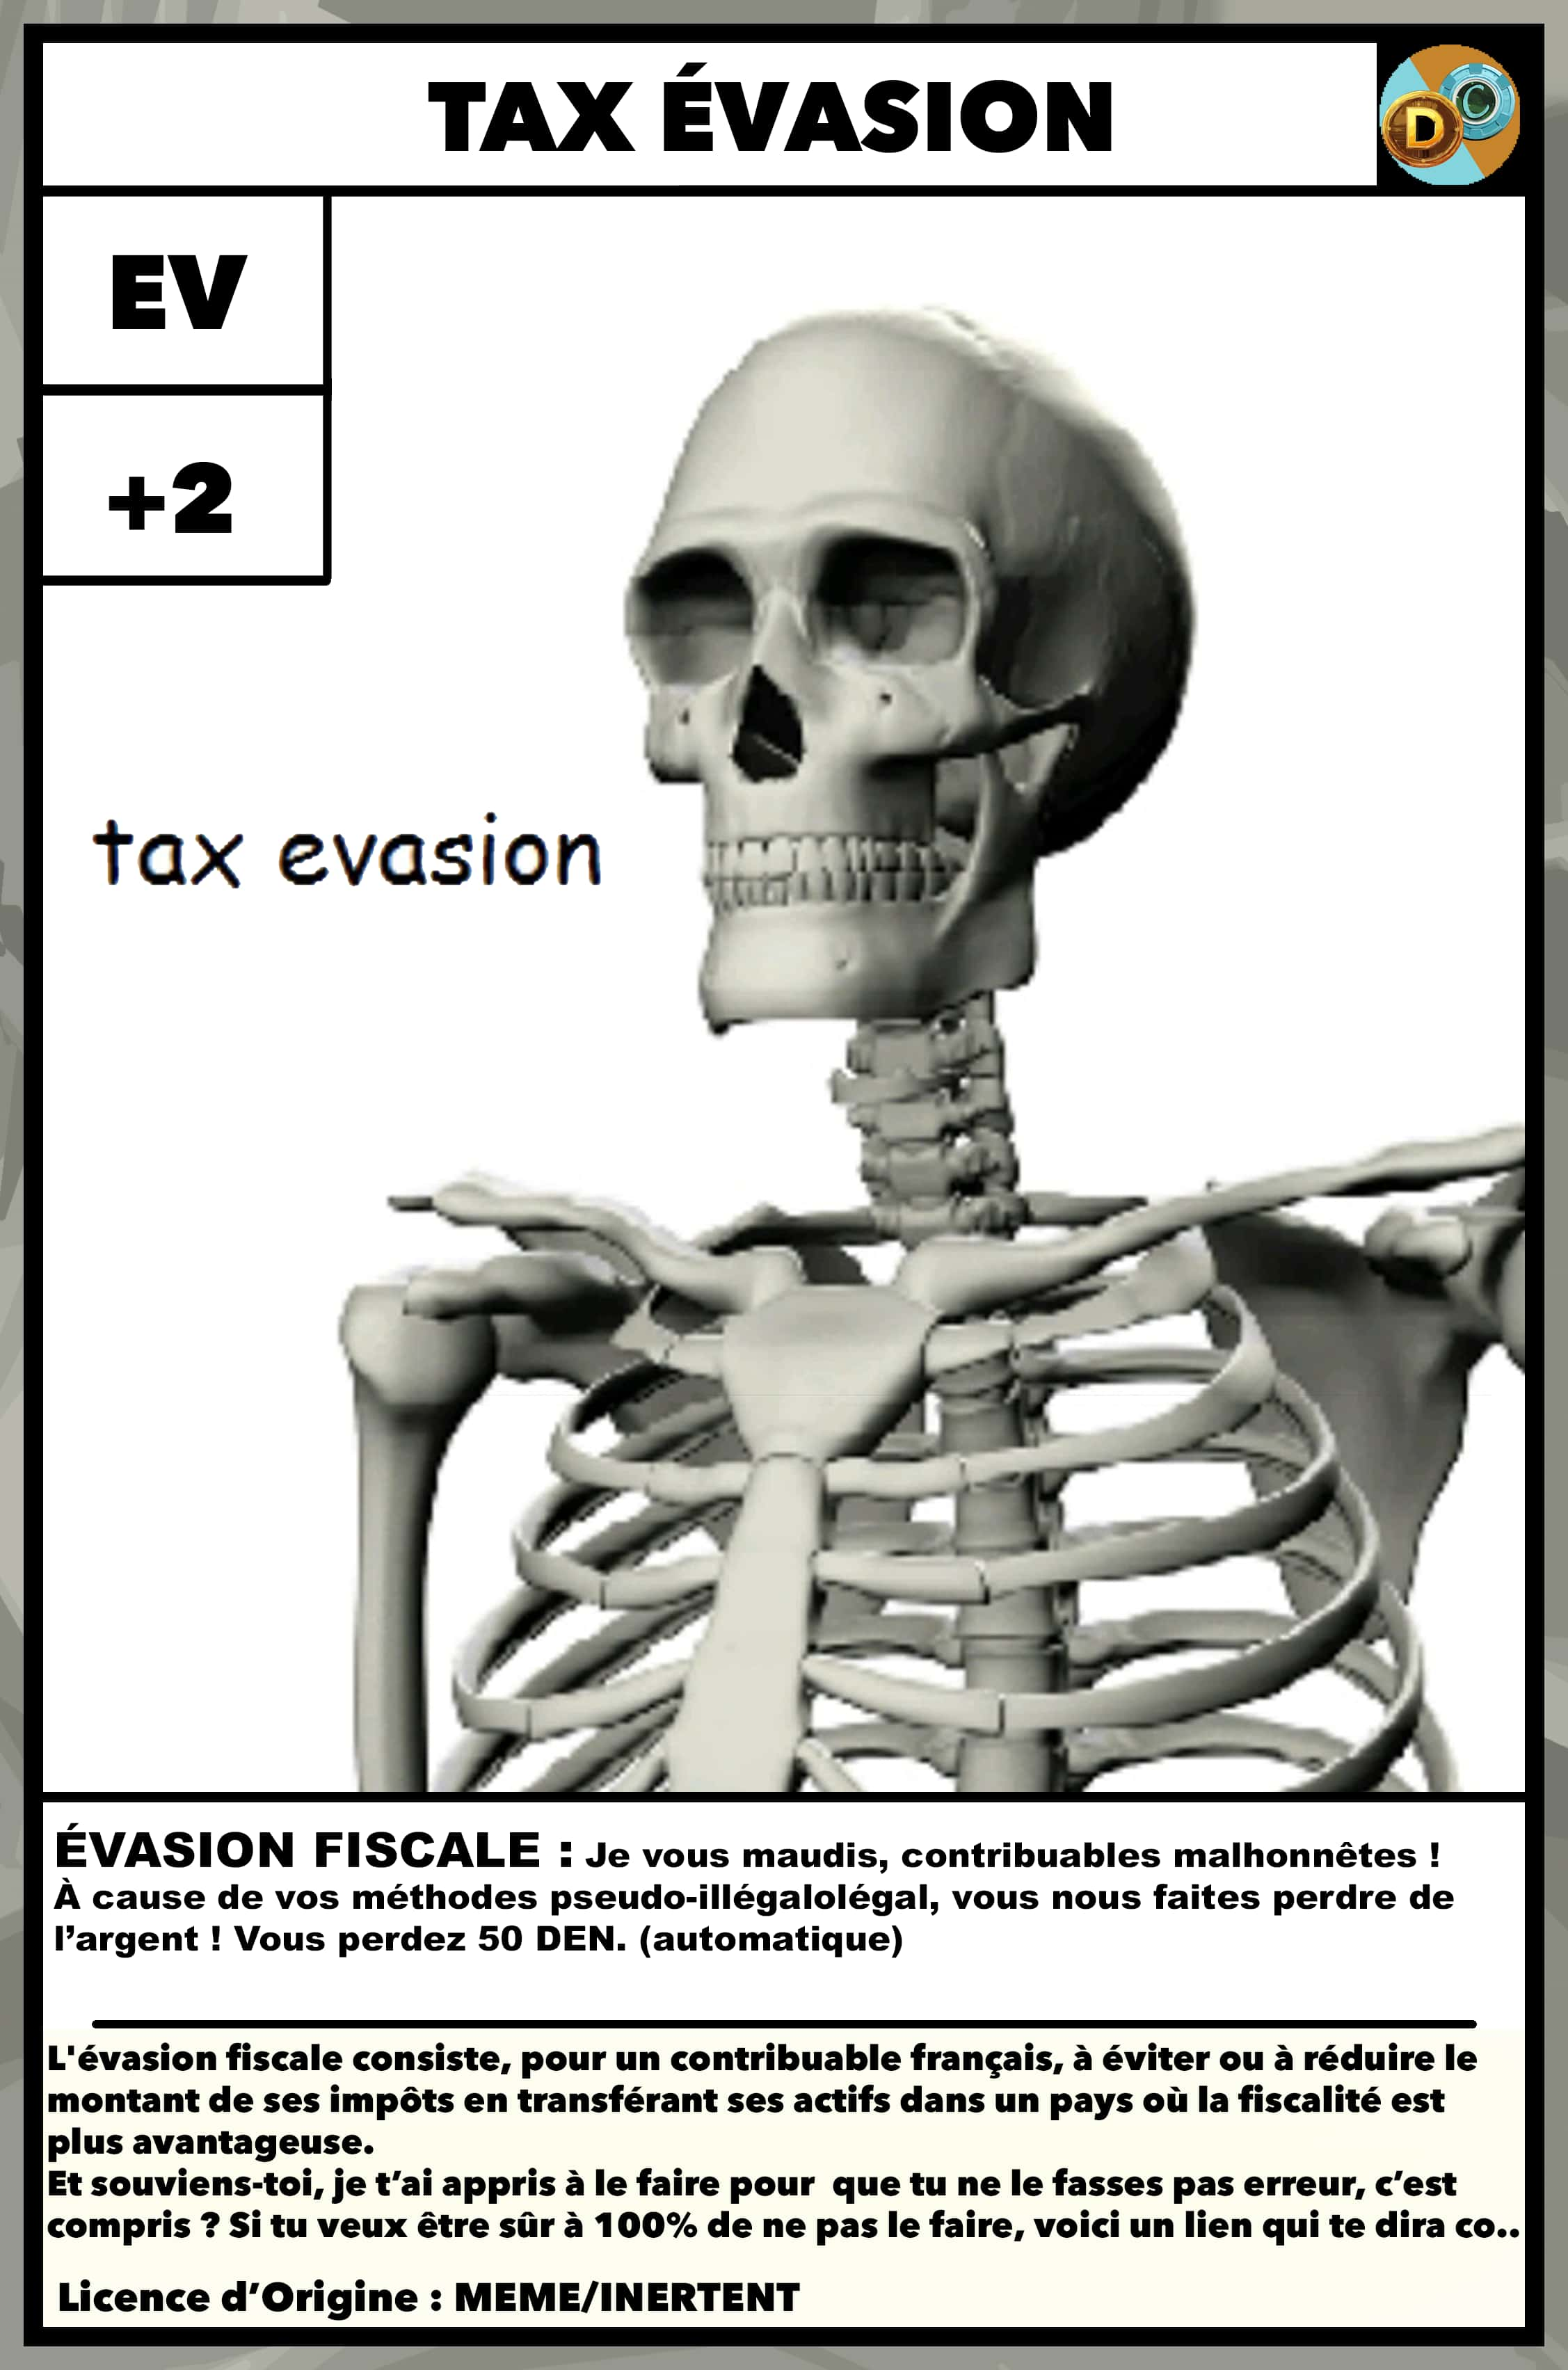 TAX ÉVASION
D
C
EV
+2
tax evasion
ÉVASION FISCALE : Je vous maudis, contribuables malhonnêtes !
À cause de vos méthodes pseudo-illégalolégal, vous nous faites perdre de
l’argent ! Vous perdez 50 DEN. (automatique)
L'évasion fiscale consiste, pour un contribuable français, à éviter ou à réduire le
montant de ses impôts en transférant ses actifs dans un pays où la fiscalité est
plus avantageuse.
Et souviens-toi, je t’ai appris à le faire pour  que tu ne le fasses pas erreur, c’est
compris ? Si tu veux être sûr à 100% de ne pas le faire, voici un lien qui te dira co..
Licence d’Origine : MEME/INERTENT